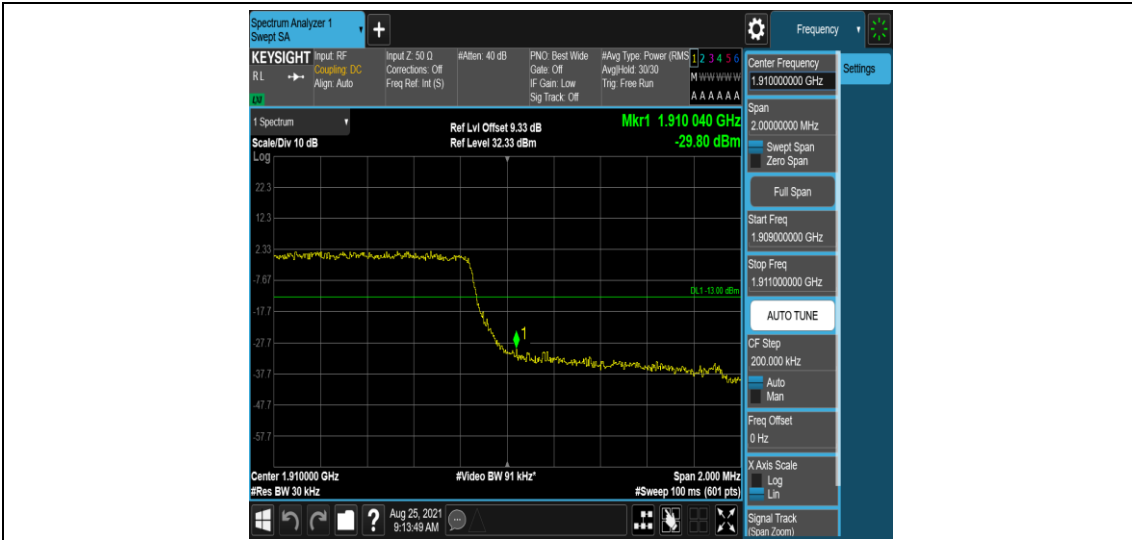 Spectrum Analyzer 1
Swept SA
+
Frequency
KEYSIGHT
RL
LXI
Input: RF
Coupling: DC
Align: Auto
Input Z: 50 Ω
Corrections: Off
Freq Ref: Int (S)
#Atten: 40 dB
PNO: Best Wide
Gate: Off
IF Gain: Low
Sig Track: Off
#Avg Type: Power (RMS
Avg|Hold: 30/30
Trig: Free Run
1 2 3 4 5 6
M W W W W W
A A A A A A
1 Spectrum
Scale/Div 10 dB
Log
Ref Lvl Offset 9.33 dB
Ref Level 32.33 dBm
Mkr1 1.910 040 GHz
-29.80 dBm
22.3
12.3
2.33
-7.67
-17.7
-27.7
-37.7
-47.7
-57.7
DL1 -13.00 dBm
1
Center 1.910000 GHz
#Res BW 30 kHz
#Video BW 91 kHz*
Span 2.000 MHz
#Sweep 100 ms (601 pts)
Center Frequency
1.910000000 GHz
Settings
Span
2.00000000 MHz
Swept Span
Zero Span
Full Span
Start Freq
1.909000000 GHz
Stop Freq
1.911000000 GHz
AUTO TUNE
CF Step
200.000 kHz
Auto
Man
Freq Offset
0 Hz
X Axis Scale
Log
Lin
Signal Track
(Span Zoom)
?
Aug 25, 2021
9:13:49 AM